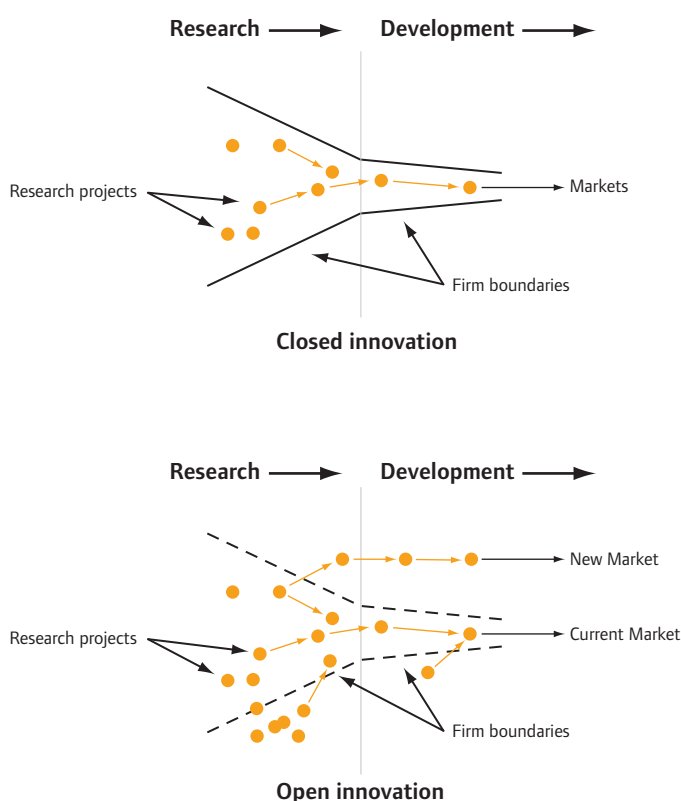 Research Development
Research projects
Markets
Firm boundaries
Closed innovation
Research Development
New Market
Research projects
Current Market
Firm boundaries
Open innovation